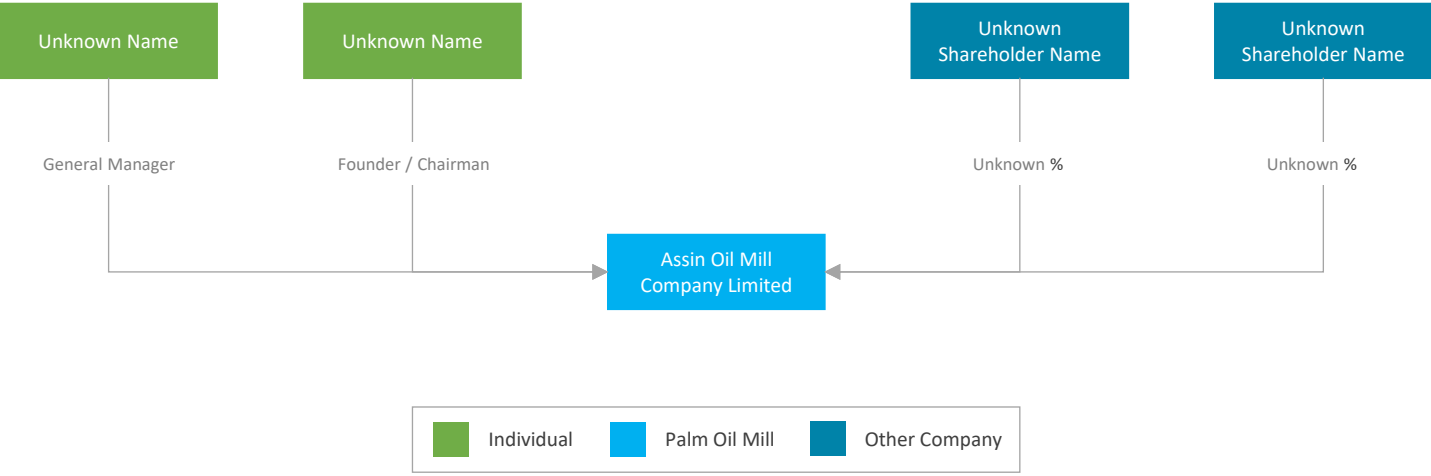 Unknown Name
Unknown Name
Unknown
Shareholder Name
Unknown
Shareholder Name
General Manager
Founder / Chairman
Unknown %
Unknown %
Assin Oil Mill
Company Limited
Individual
Palm Oil Mill
Other Company